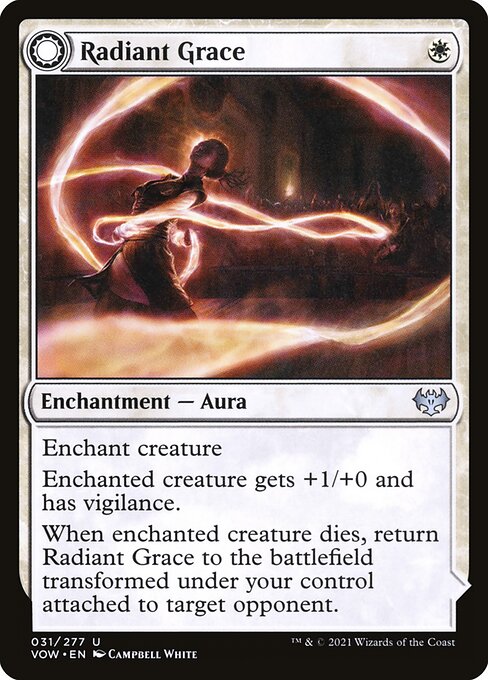 Radiant Grace
Enchantment — Aura
Enchant creature
Enchanted creature gets +1/+0 and
has vigilance.
When enchanted creature dies, return
Radiant Grace to the battlefield
transformed under your control
attached to target opponent.
031/277 U
™ & © 2021 Wizards of the Coast
VOW • EN Campbell White